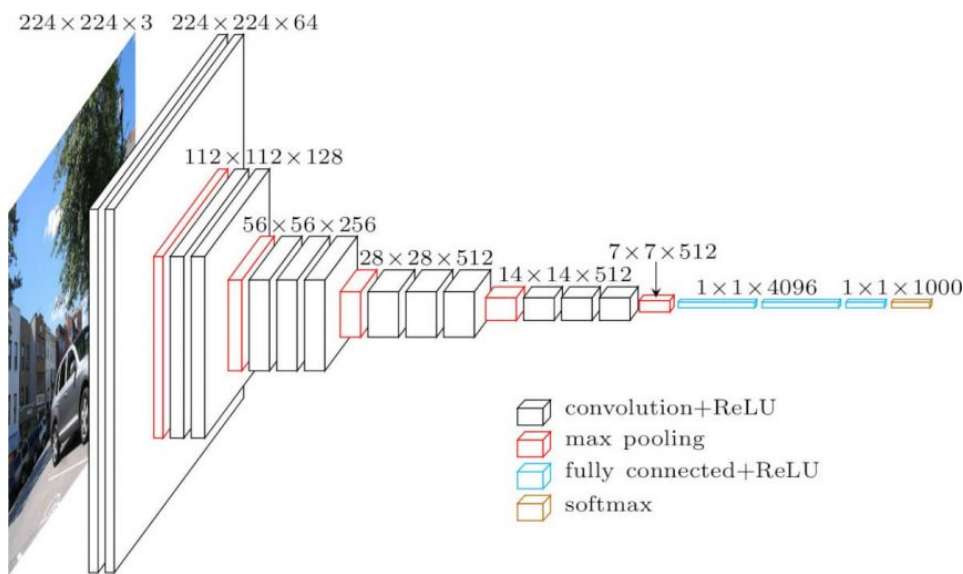 224×224×3
224×224×64
112×112×128
56×56×256
28×28×512
14×14×512
7×7×512
1×1×4096
1×1×1000
convolution+ReLU
max pooling
fully connected+ReLU
softmax